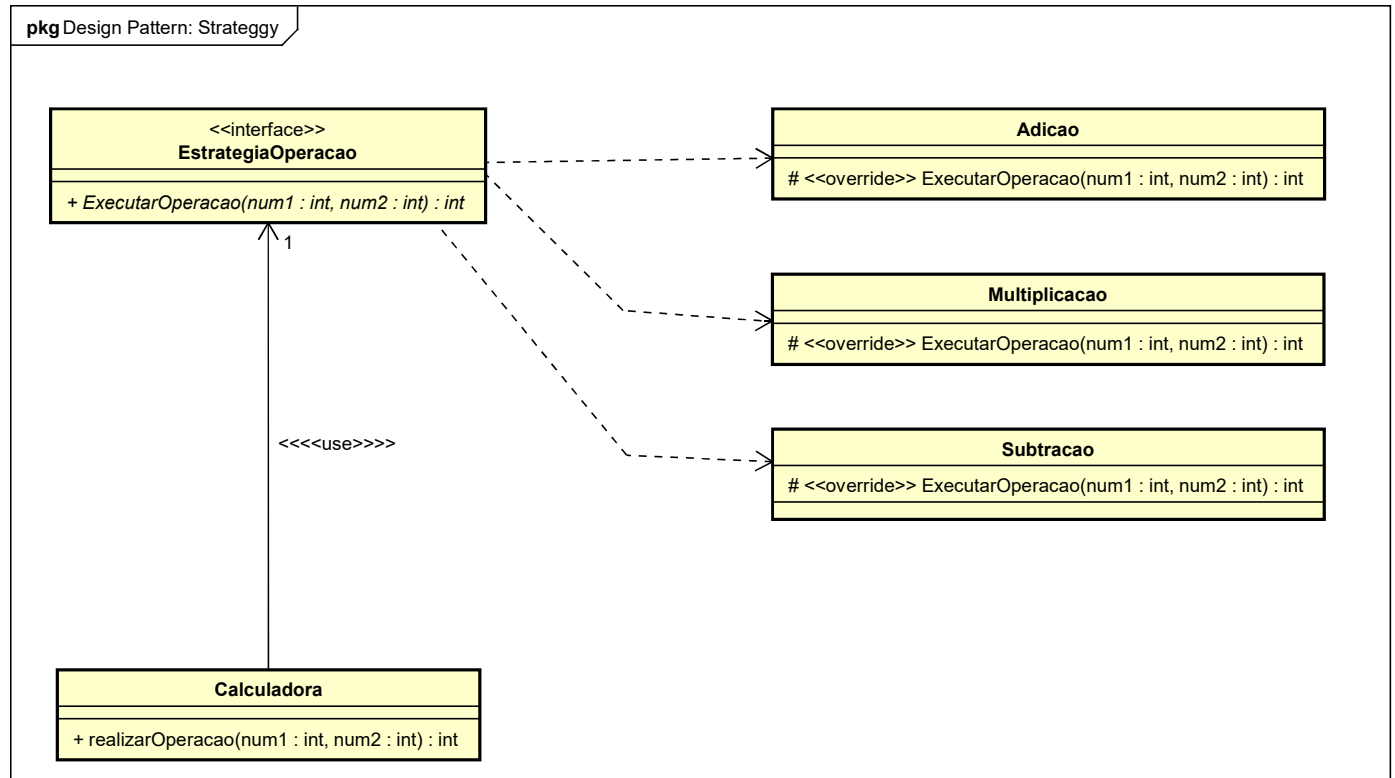 pkg Design Pattern: Strateggy
<<interface>>
EstrategiaOperacao
+ ExecutarOperacao(num1 : int, num2 : int) : int
Adicao
# <<override>> ExecutarOperacao(num1 : int, num2 : int) : int
Multiplicacao
# <<override>> ExecutarOperacao(num1 : int, num2 : int) : int
Subtracao
# <<override>> ExecutarOperacao(num1 : int, num2 : int) : int
1
<<<<use>>>>
Calculadora
+ realizarOperacao(num1 : int, num2 : int) : int